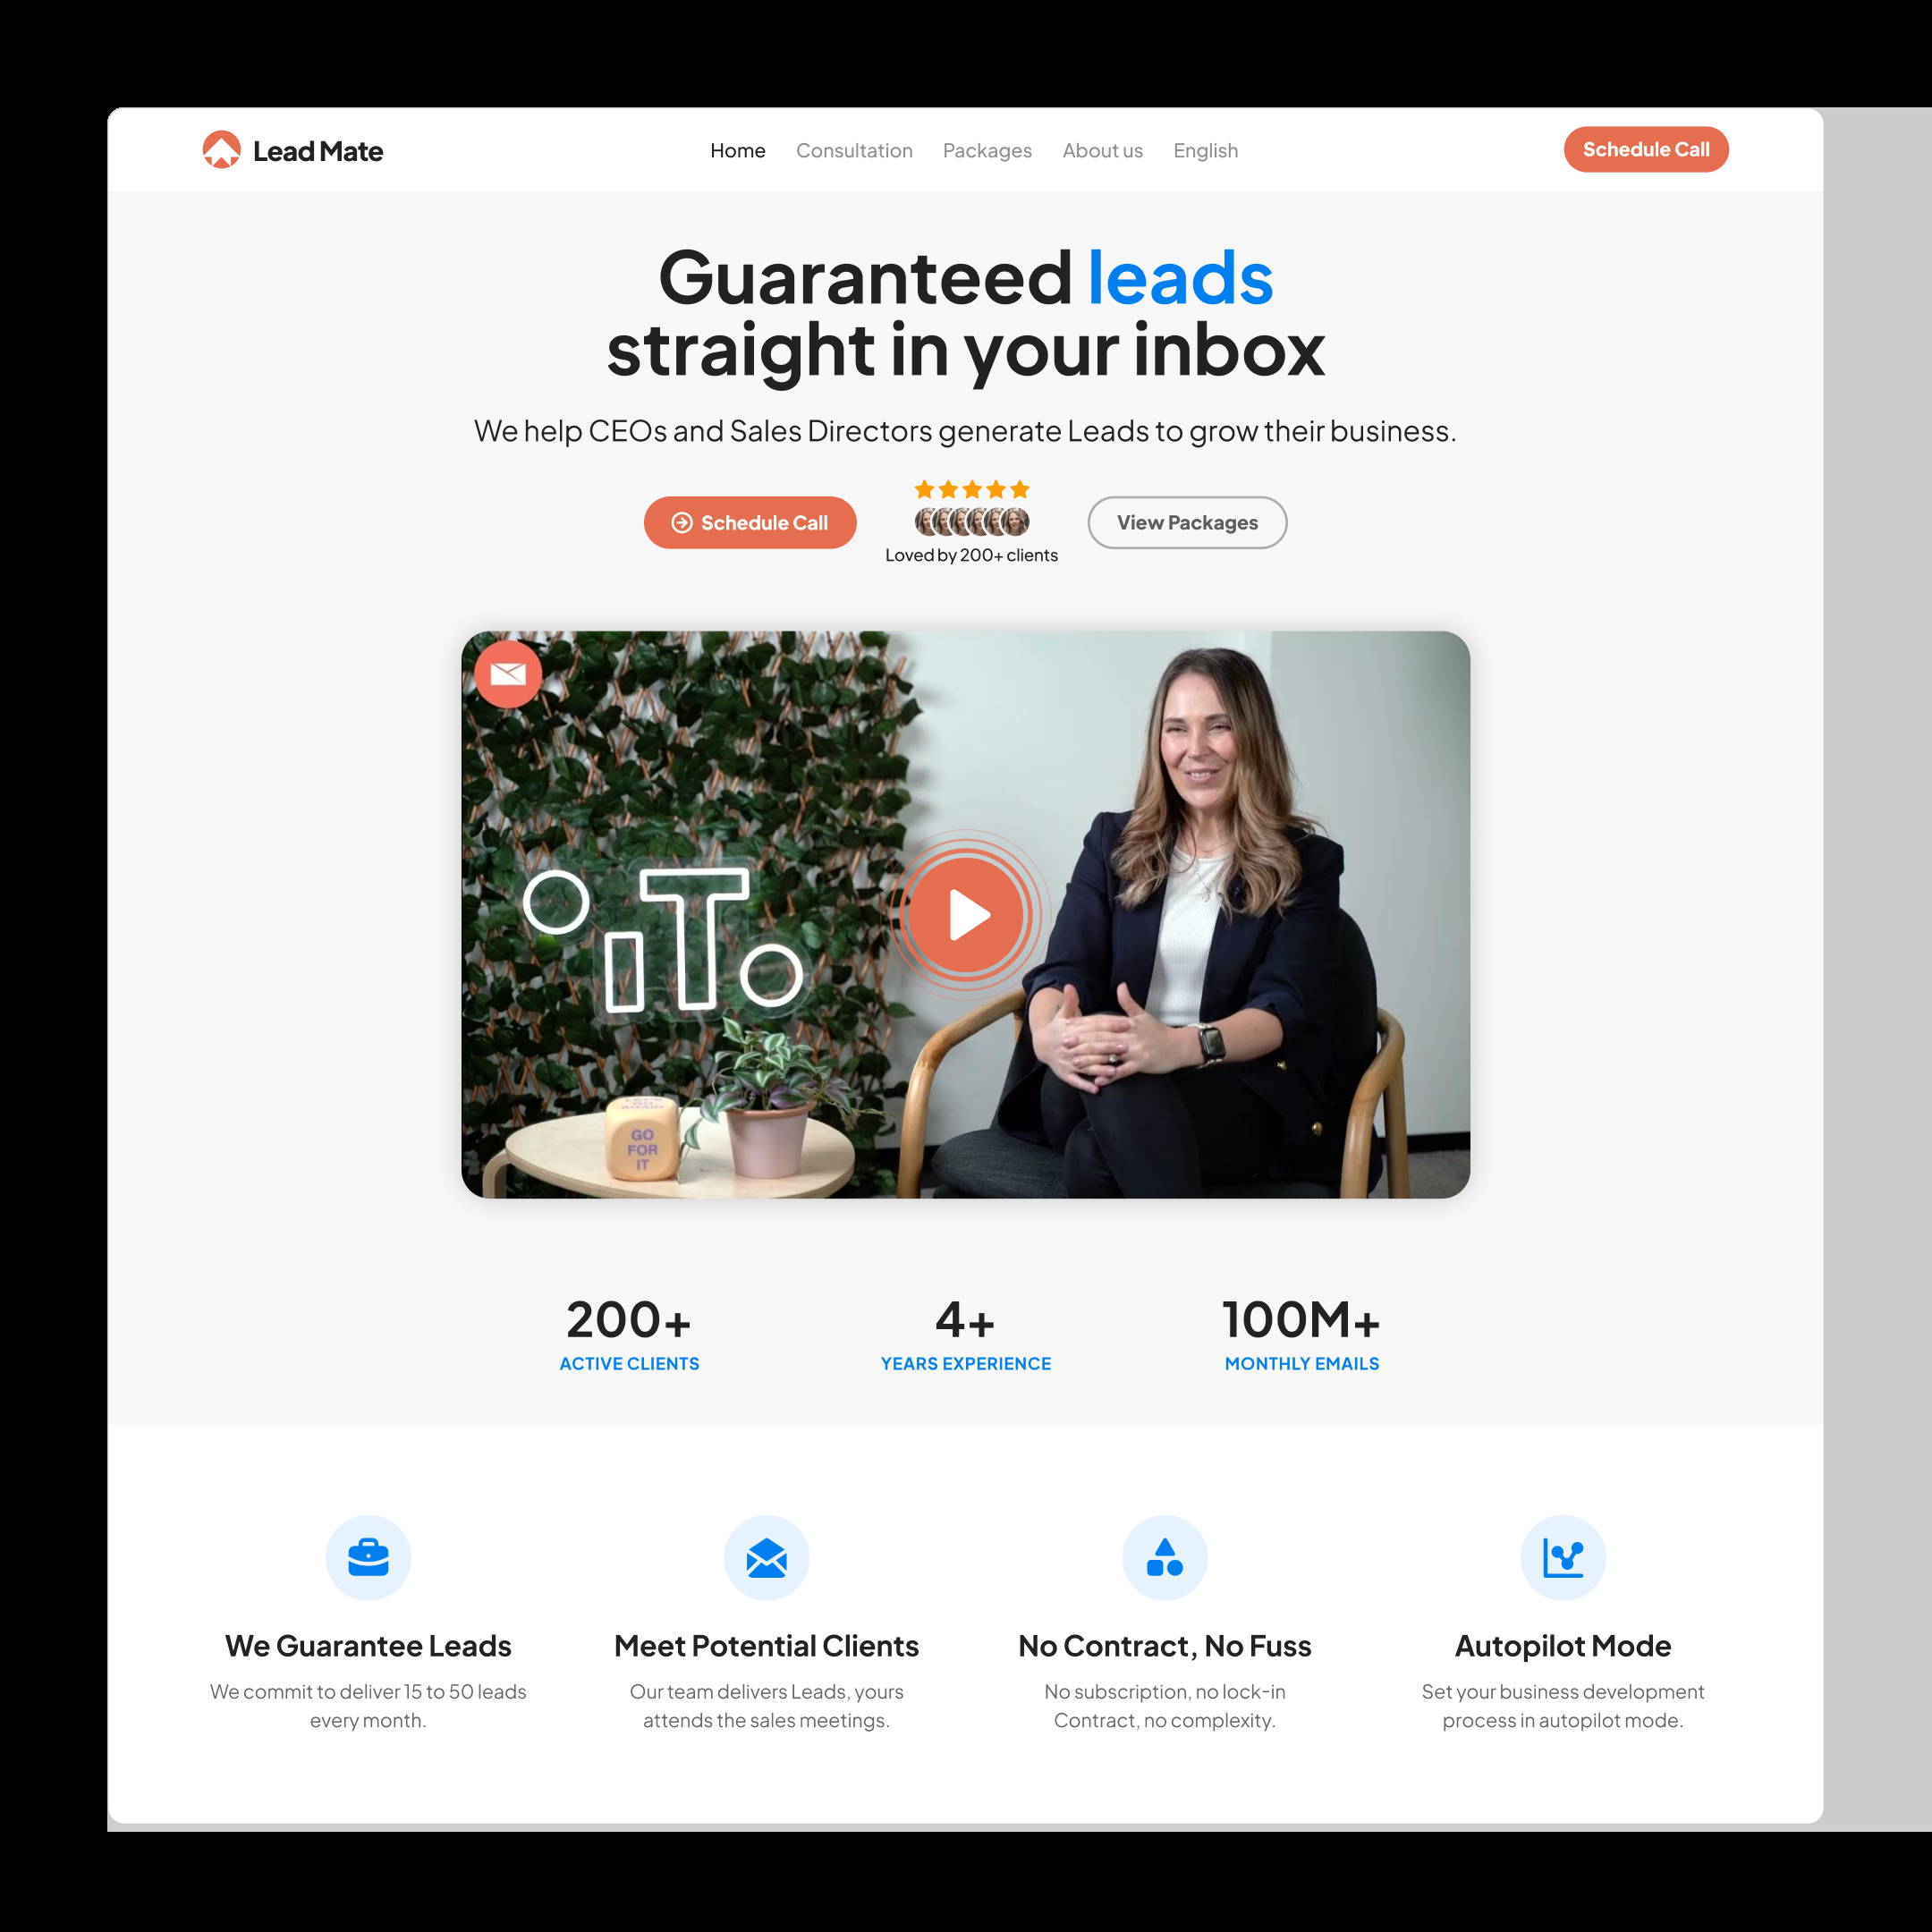 Lead Mate
Home Consultation Packages About us English
Schedule Call
Guaranteed leads
straight in your inbox
We help CEOs and Sales Directors generate Leads to grow their business.
Schedule Call
Loved by 200+ clients
View Packages
iT
LET'S
GO
AGAIN
GO
FOR
IT
200+
ACTIVE CLIENTS
4+
YEARS EXPERIENCE
100M+
MONTHLY EMAILS
We Guarantee Leads
We commit to deliver 15 to 50 leads
every month.
Meet Potential Clients
Our team delivers Leads, yours
attends the sales meetings.
No Contract, No Fuss
No subscription, no lock-in
Contract, no complexity.
Autopilot Mode
Set your business development
process in autopilot mode.